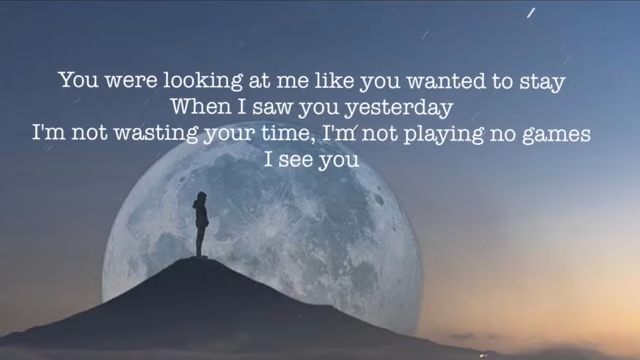 You were looking at me like you wanted to stay
When I saw you yesterday
I'm not wasting your time, I'm not playing no games
I see you